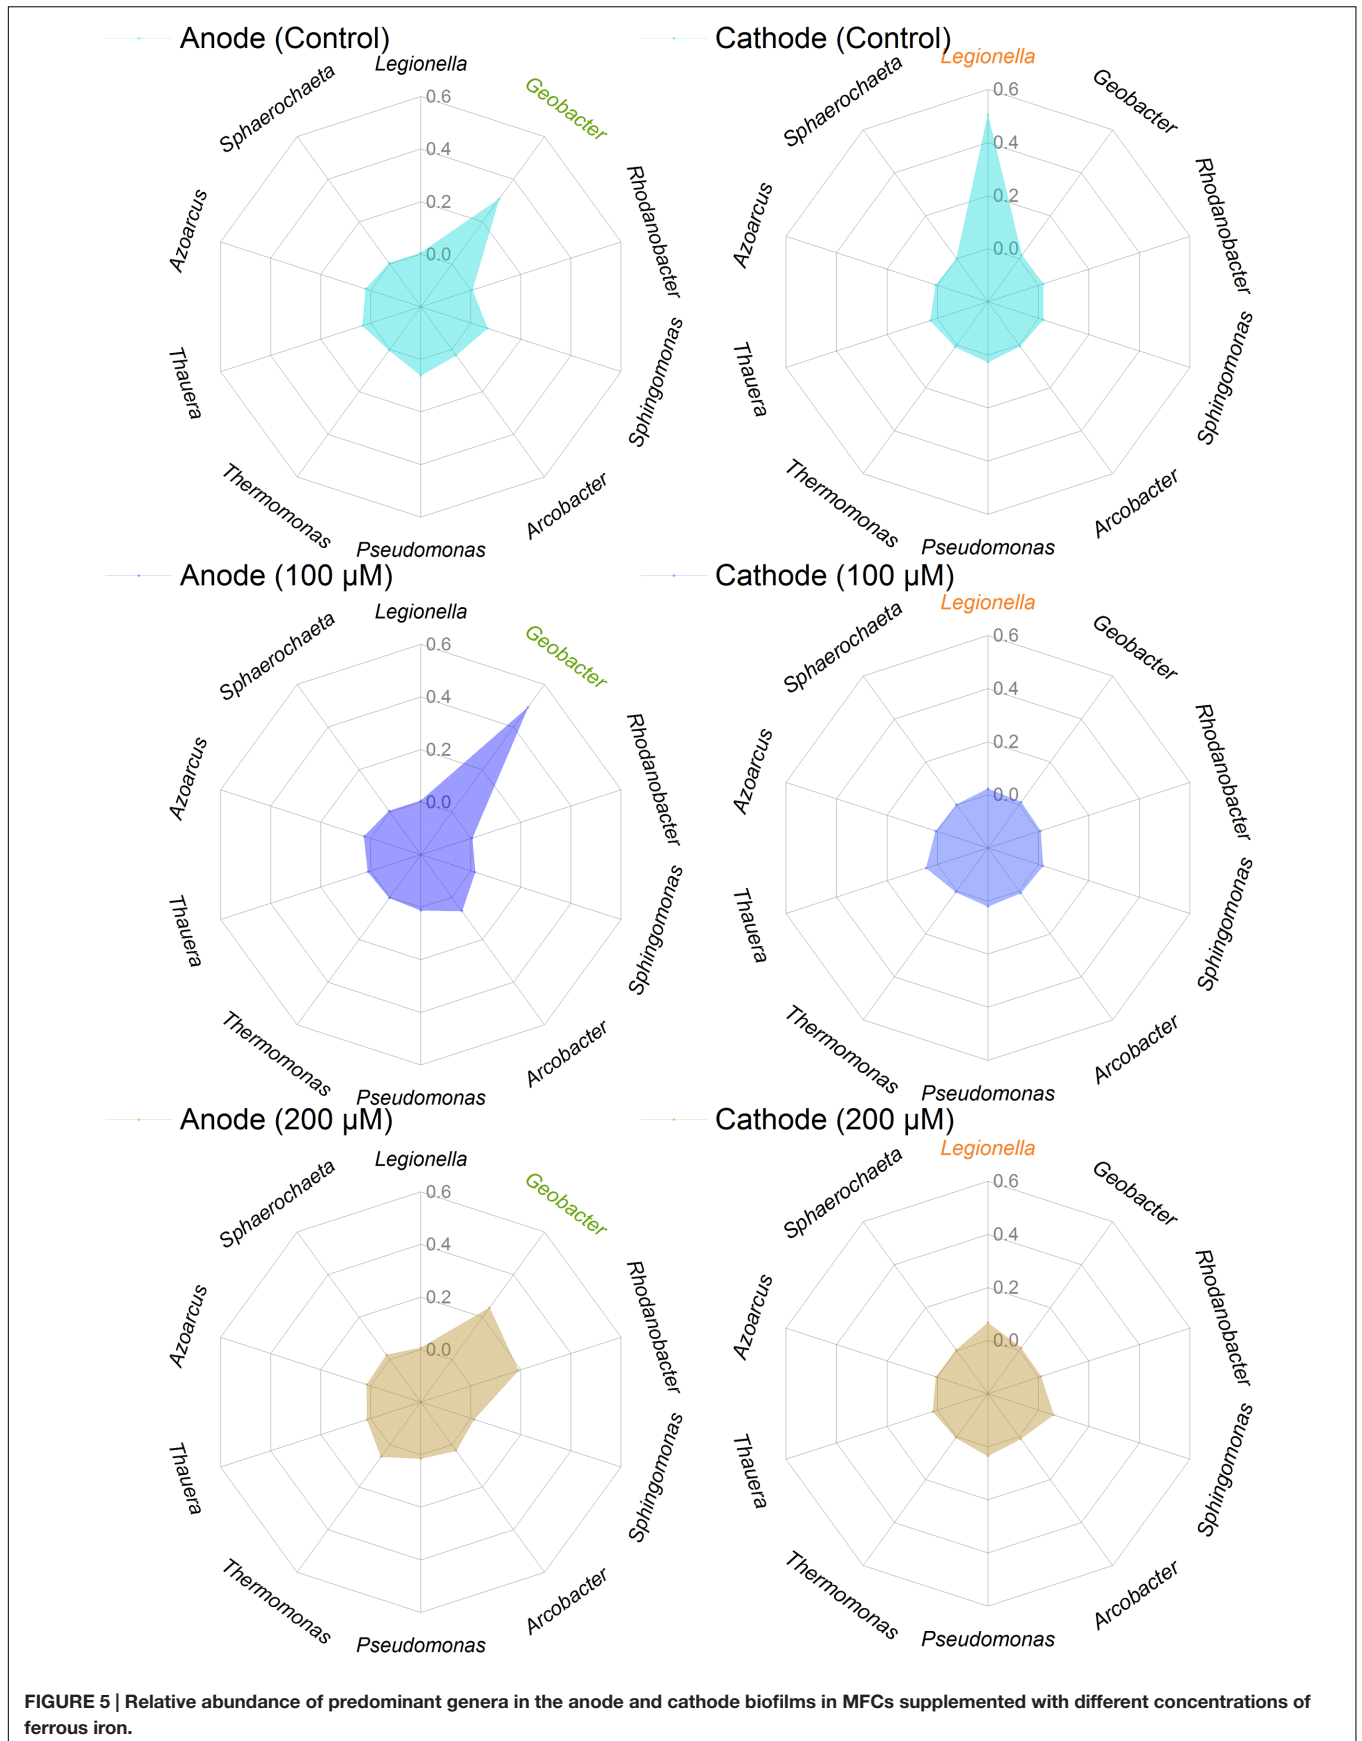 Anode (Control)
Legionella
Geobacter
Rhodanobacter
Sphingomonas
Arcobacter
Pseudomonas
Thermomonas
Thauera
Azoarcus
Sphaerochaeta
0.6
0.4
0.2
0.0
Cathode (Control)
Legionella
Geobacter
Rhodanobacter
Sphingomonas
Arcobacter
Pseudomonas
Thermomonas
Thauera
Azoarcus
Sphaerochaeta
0.6
0.4
0.2
0.0
Anode (100 µM)
Legionella
Geobacter
Rhodanobacter
Sphingomonas
Arcobacter
Pseudomonas
Thermomonas
Thauera
Azoarcus
Sphaerochaeta
0.6
0.4
0.2
0.0
Cathode (100 µM)
Legionella
Geobacter
Rhodanobacter
Sphingomonas
Arcobacter
Pseudomonas
Thermomonas
Thauera
Azoarcus
Sphaerochaeta
0.6
0.4
0.2
0.0
Anode (200 µM)
Legionella
Geobacter
Rhodanobacter
Sphingomonas
Arcobacter
Pseudomonas
Thermomonas
Thauera
Azoarcus
Sphaerochaeta
0.6
0.4
0.2
0.0
Cathode (200 µM)
Legionella
Geobacter
Rhodanobacter
Sphingomonas
Arcobacter
Pseudomonas
Thermomonas
Thauera
Azoarcus
Sphaerochaeta
0.6
0.4
0.2
0.0
FIGURE 5 | Relative abundance of predominant genera in the anode and cathode biofilms in MFCs supplemented with different concentrations of
ferrous iron.